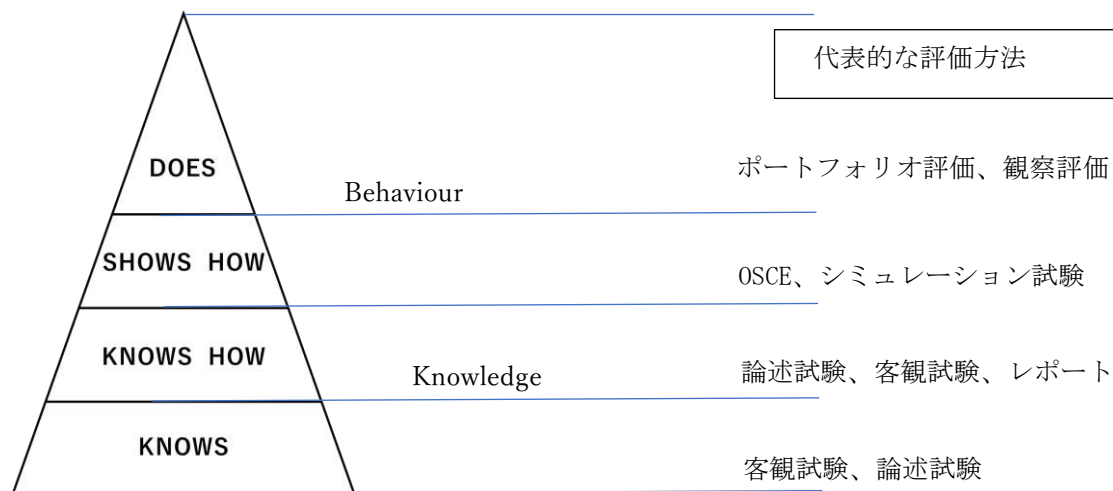 代表的な評価方法
DOES
ポートフォリオ評価、観察評価
Behaviour
SHOWS HOW
OSCE、シミュレーション試験
KNOWS HOW
Knowledge
論述試験、客観試験、レポート
KNOWS
客観試験、論述試験